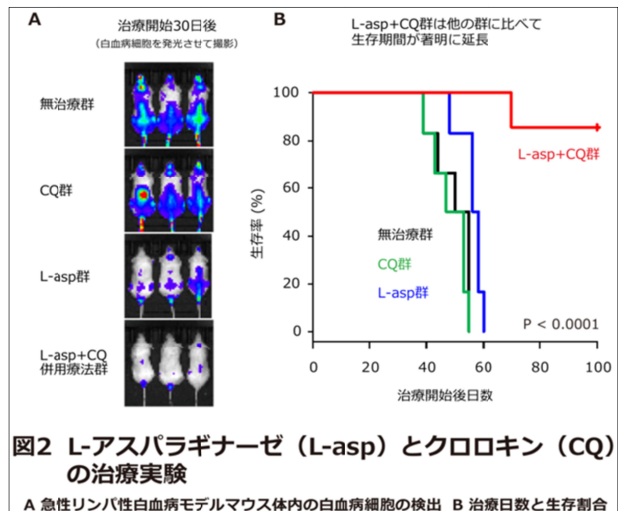 A
治療開始30日後
(白血病細胞を発光させて撮影)
無治療群
CQ群
L-asp群
L-asp+CQ
併用療法群
B
L-asp+CQ群は他の群に比べて
生存期間が著明に延長
生存率 (%)
100
80
60
40
20
0
L-asp+CQ群
無治療群
CQ群
L-asp群
P < 0.0001
0
20
40
60
80
100
治療開始後日数
図2 L-アスパラギナーゼ（L-asp）とクロロキン（CQ）
の治療実験
A 急性リンパ性白血病モデルマウス体内の白血病細胞の検出 B 治療日数と生存割合